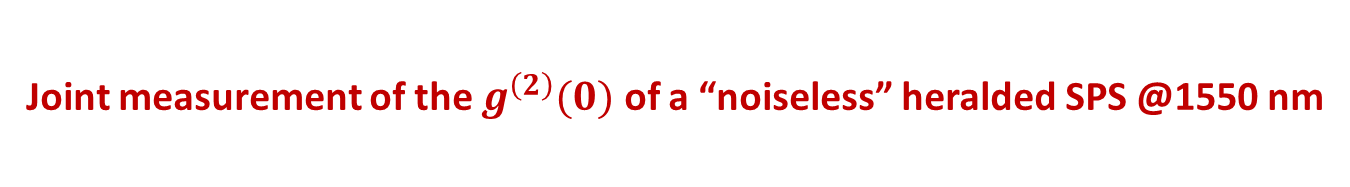 Joint measurement of the g⁽²⁾(0) of a “noiseless” heralded SPS @1550 nm